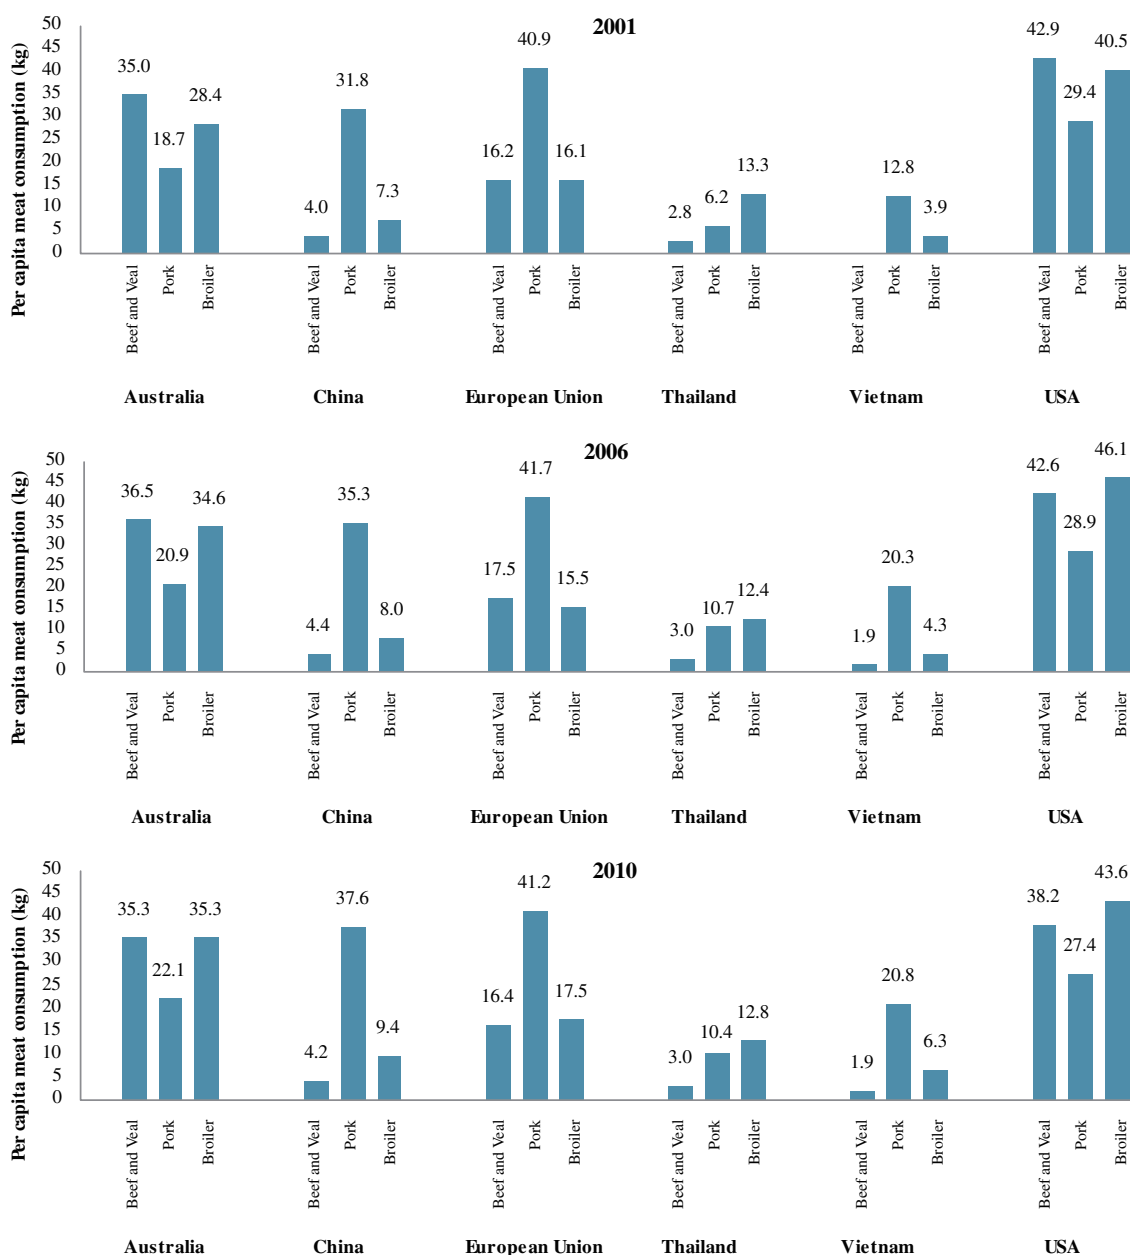 2001
Per capita meat consumption (kg)
50
45
40
35
30
25
20
15
10
5
0
35.0
18.7
28.4
4.0
31.8
7.3
16.2
40.9
16.1
2.8
6.2
13.3
12.8
3.9
42.9
29.4
40.5
Beef and Veal
Pork
Broiler
Beef and Veal
Pork
Broiler
Beef and Veal
Pork
Broiler
Beef and Veal
Pork
Broiler
Beef and Veal
Pork
Broiler
Beef and Veal
Pork
Broiler
Australia
China
European Union
Thailand
Vietnam
USA
2006
Per capita meat consumption (kg)
50
45
40
35
30
25
20
15
10
5
0
36.5
20.9
34.6
4.4
35.3
8.0
17.5
41.7
15.5
3.0
10.7
12.4
1.9
20.3
4.3
42.6
28.9
46.1
Beef and Veal
Pork
Broiler
Beef and Veal
Pork
Broiler
Beef and Veal
Pork
Broiler
Beef and Veal
Pork
Broiler
Beef and Veal
Pork
Broiler
Beef and Veal
Pork
Broiler
Australia
China
European Union
Thailand
Vietnam
USA
2010
Per capita meat consumption (kg)
50
45
40
35
30
25
20
15
10
5
0
35.3
22.1
35.3
4.2
37.6
9.4
16.4
41.2
17.5
3.0
10.4
12.8
1.9
20.8
6.3
38.2
27.4
43.6
Beef and Veal
Pork
Broiler
Beef and Veal
Pork
Broiler
Beef and Veal
Pork
Broiler
Beef and Veal
Pork
Broiler
Beef and Veal
Pork
Broiler
Beef and Veal
Pork
Broiler
Australia
China
European Union
Thailand
Vietnam
USA